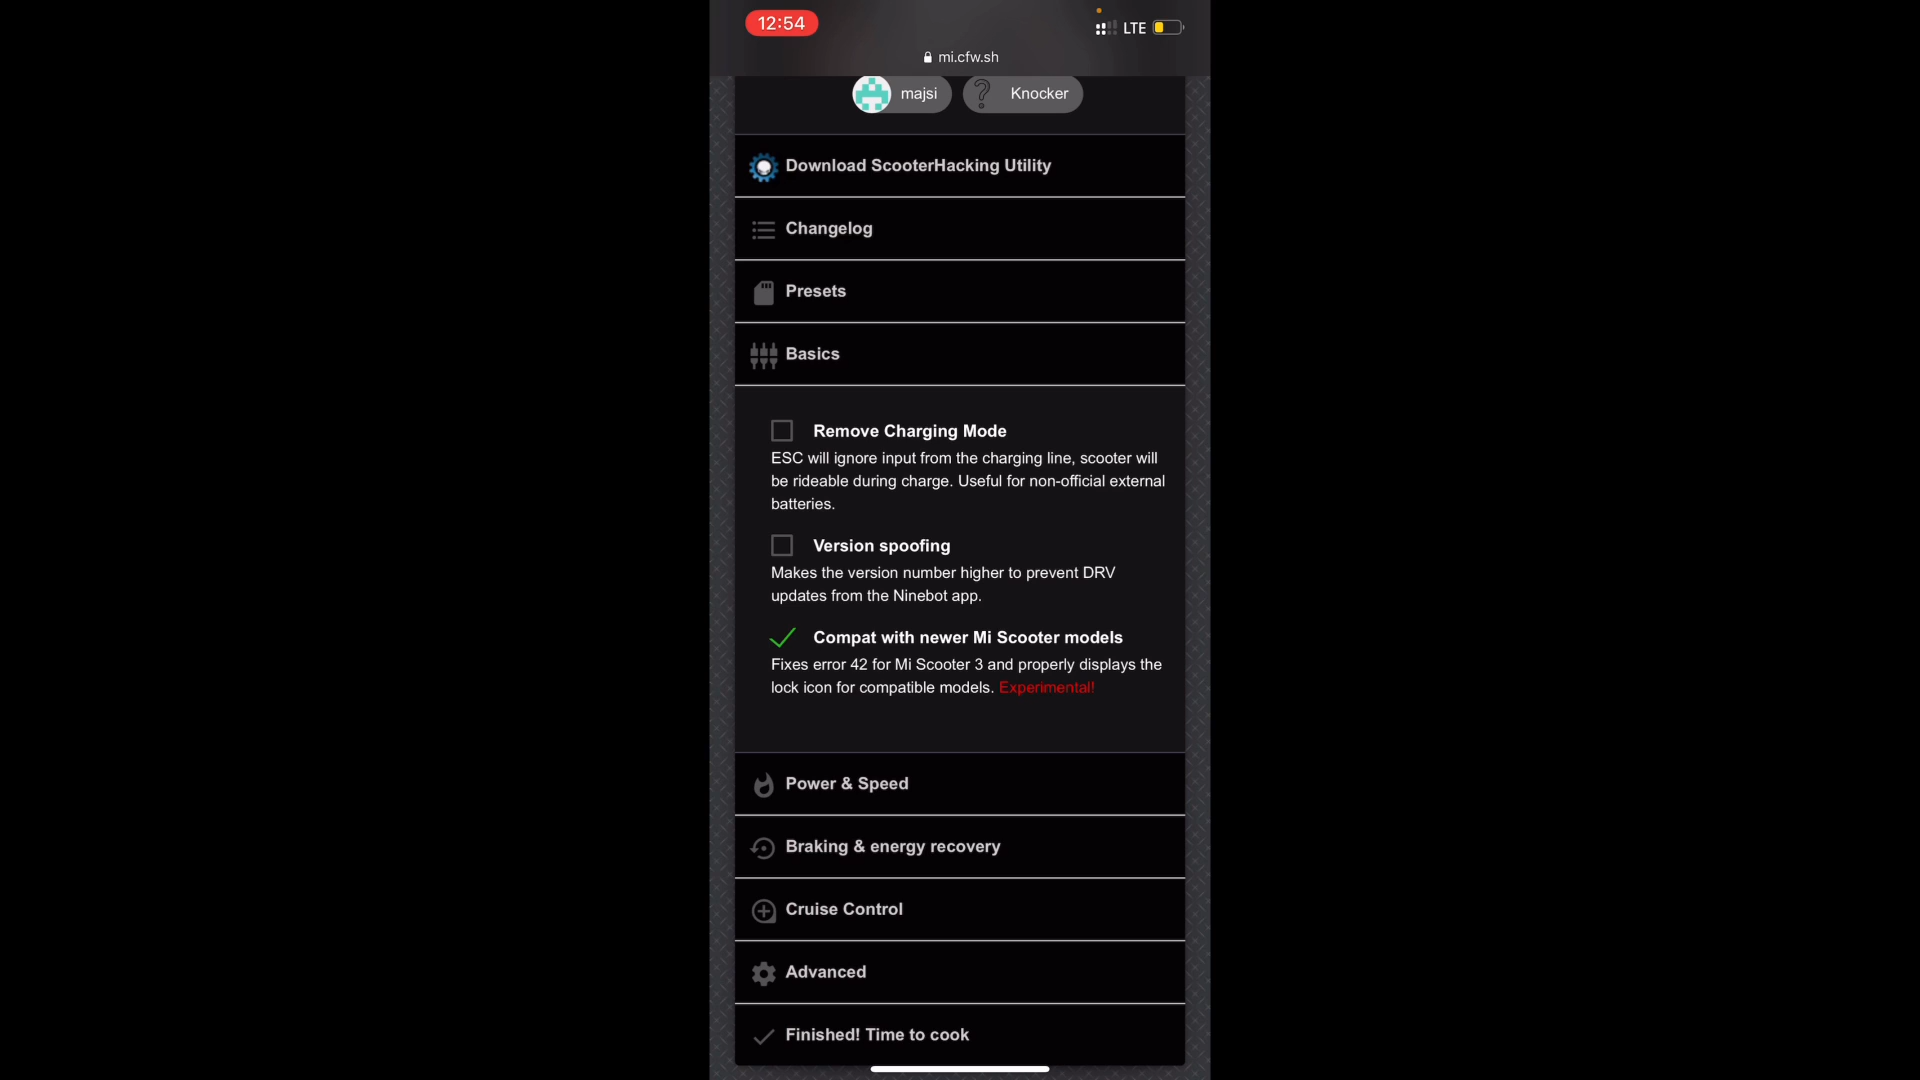 12:54
LTE
mi.cfw.sh
majsi
Knocker
Download ScooterHacking Utility
Changelog
Presets
Basics
Remove Charging Mode
ESC will ignore input from the charging line, scooter will
be rideable during charge. Useful for non-official external
batteries.
Version spoofing
Makes the version number higher to prevent DRV
updates from the Ninebot app.
Compat with newer Mi Scooter models
Fixes error 42 for Mi Scooter 3 and properly displays the
lock icon for compatible models. Experimental!
Power & Speed
Braking & energy recovery
Cruise Control
Advanced
Finished! Time to cook